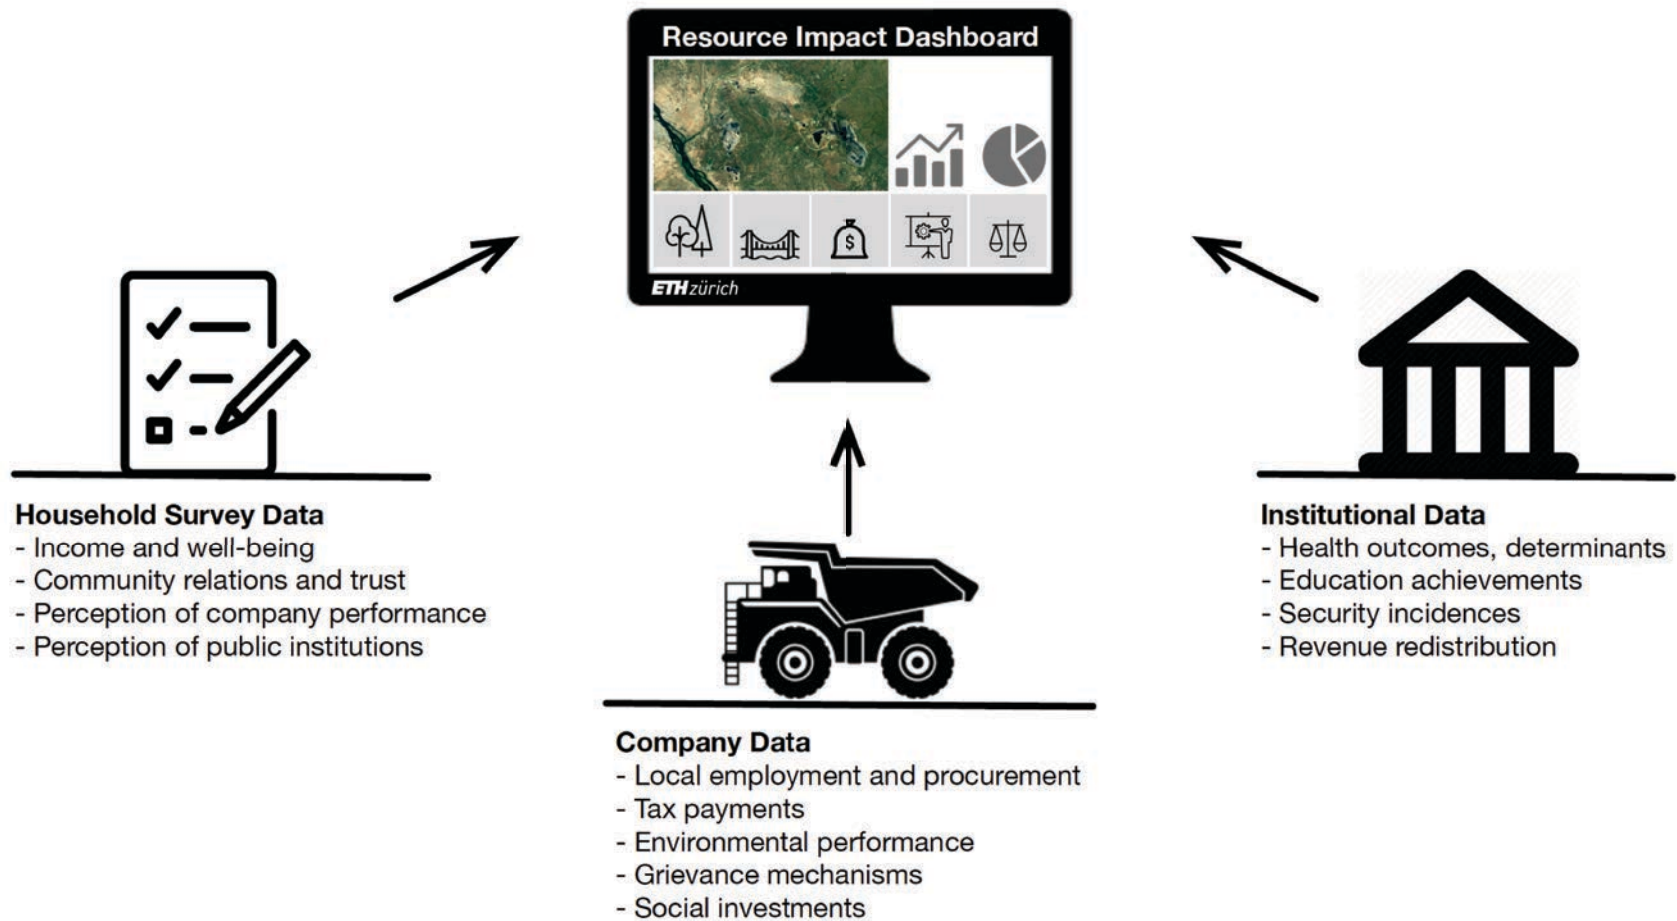 Resource Impact Dashboard
$
ETH zürich
Household Survey Data
- Income and well-being
- Community relations and trust
- Perception of company performance
- Perception of public institutions
Company Data
- Local employment and procurement
- Tax payments
- Environmental performance
- Grievance mechanisms
- Social investments
Institutional Data
- Health outcomes, determinants
- Education achievements
- Security incidences
- Revenue redistribution